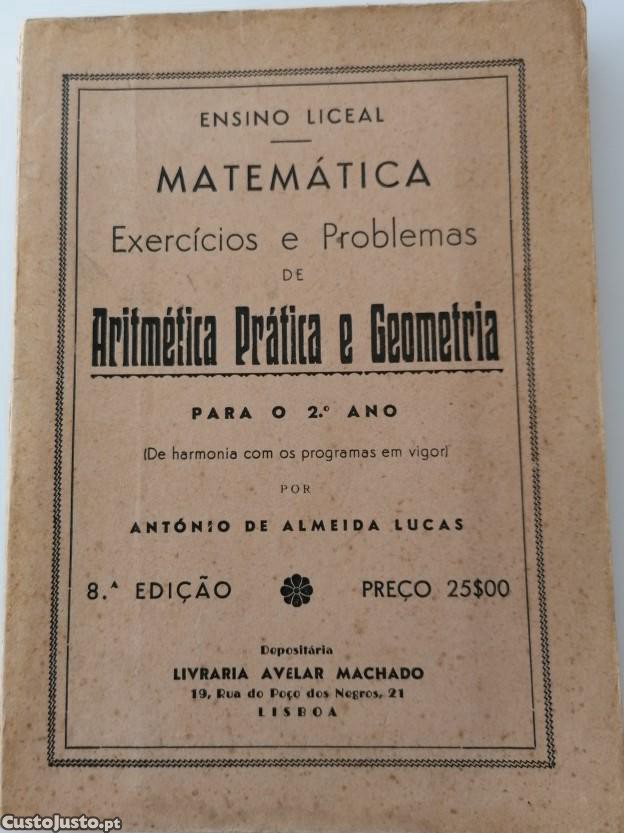 ENSINO LICEAL
MATEMÁTICA
Exercícios e Problemas
DE
Aritmética Prática e Geometria
PARA O 2.º ANO
(De harmonia com os programas em vigor)
POR
ANTÓNIO DE ALMEIDA LUCAS
8.ª EDIÇÃO PREÇO 25$00
Depositária
LIVRARIA AVELAR MACHADO
19, Rua do Poço dos Negros, 21
LISBOA
CustoJusto.pt